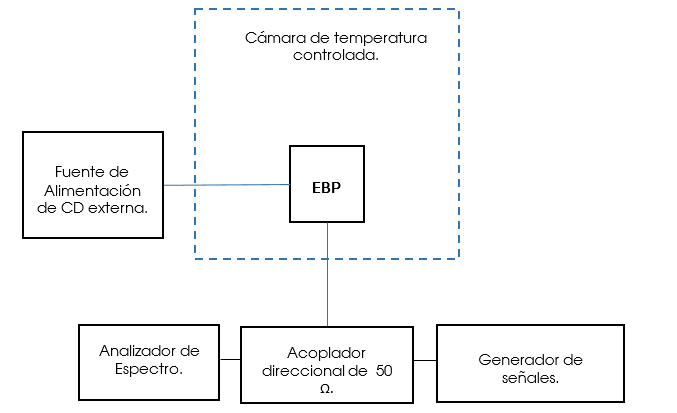 Cámara de temperatura
controlada.
Fuente de
Alimentación
de CD externa.
EBP
Analizador de
Espectro.
Acoplador
direccional de 50
Ω.
Generador de
señales.